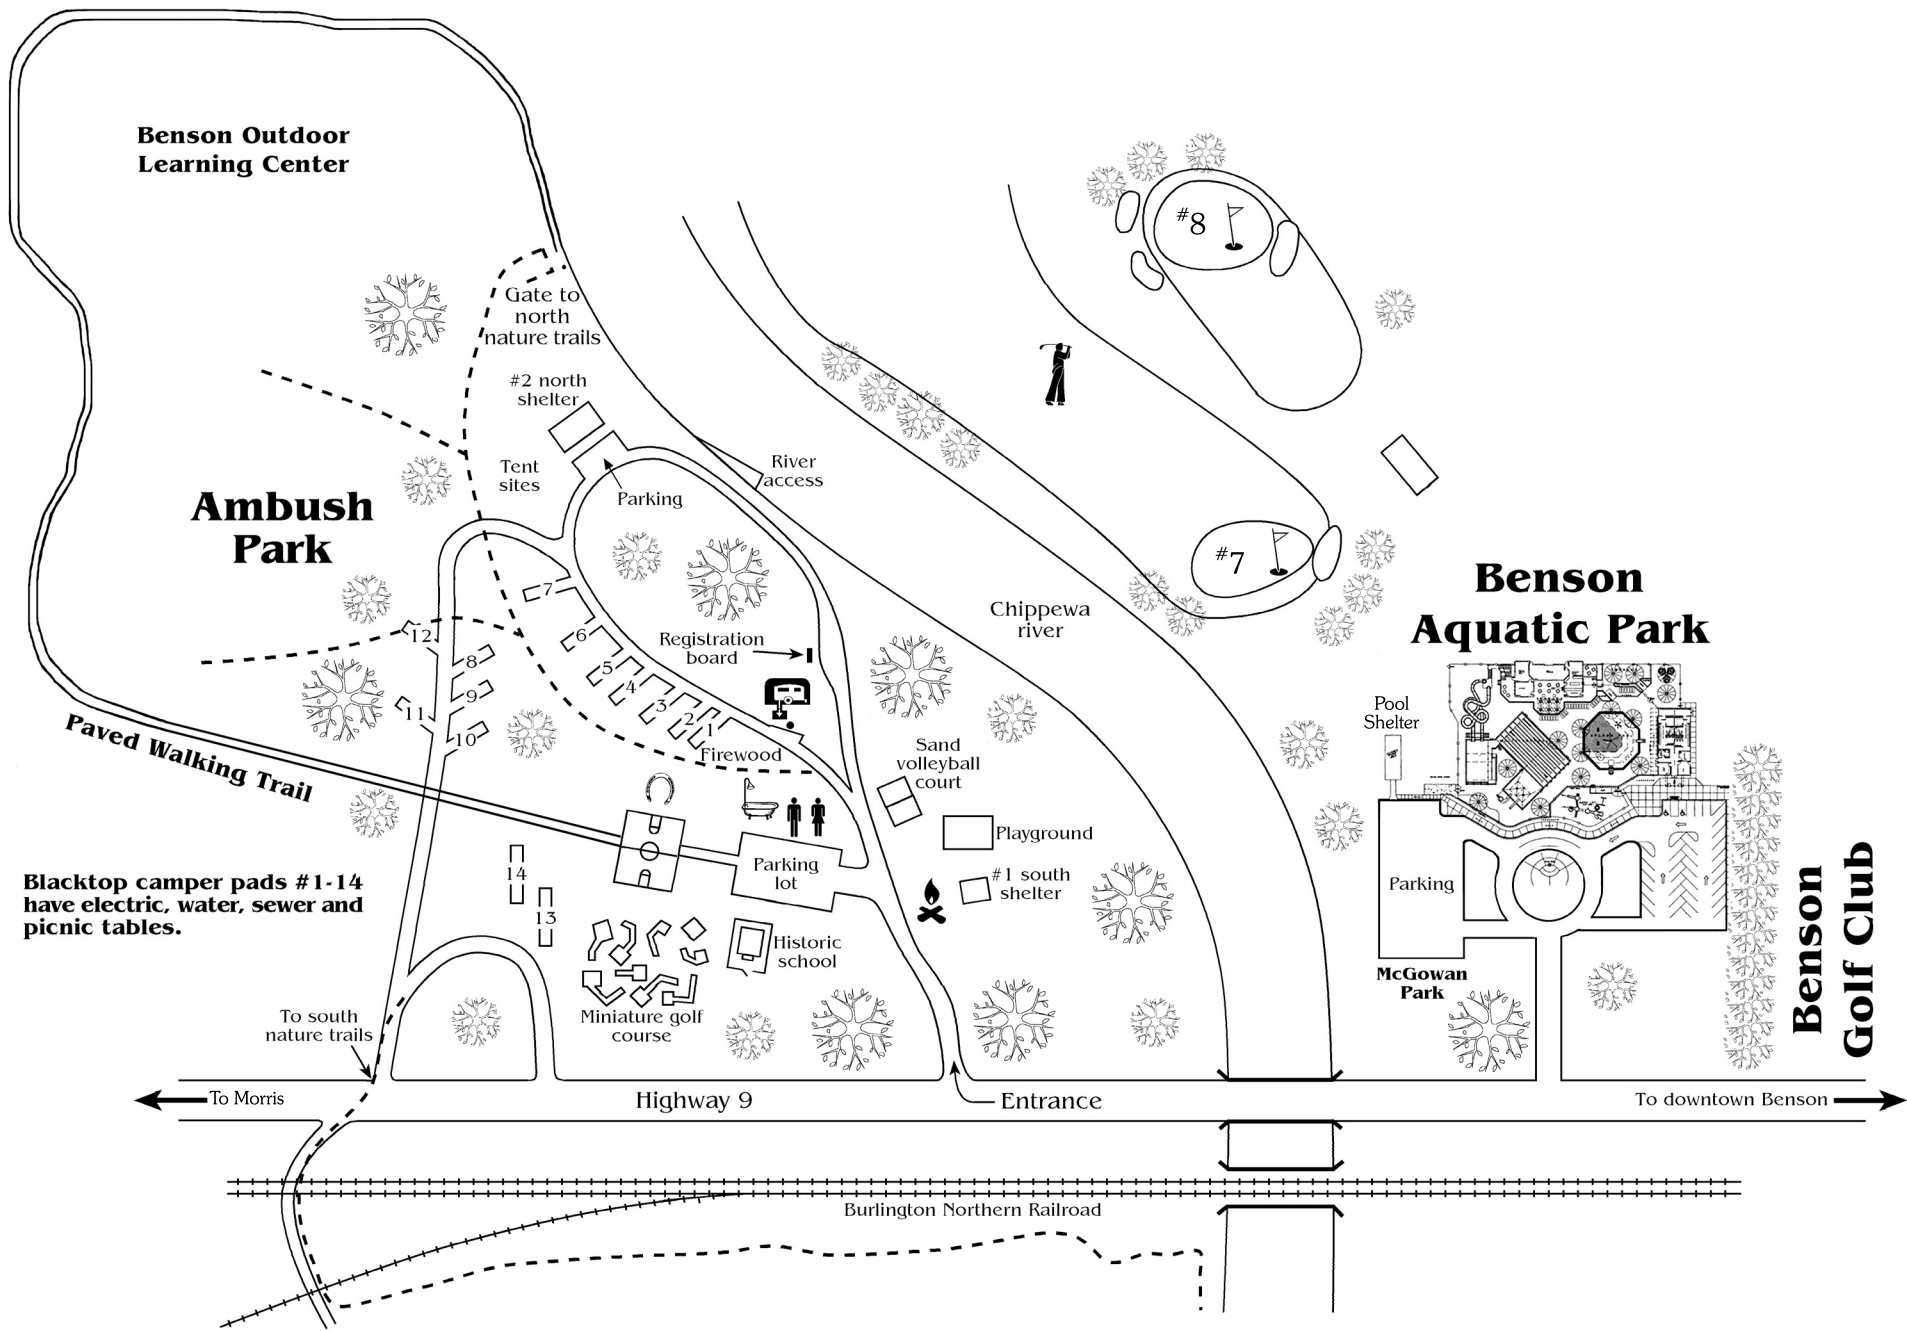 Benson Outdoor
Learning Center
#8
Gate to
north
nature trails
#2 north
shelter
Tent
sites
Parking
River
access
Ambush
Park
#7
Benson
Aquatic Park
Chippewa
river
Registration
board
7
6
5
4
3
2
1
12
8
9
11
10
Firewood
Paved Walking Trail
Pool
Shelter
Sand
volleyball
court
Playground
Parking
lot
#1 south
shelter
Blacktop camper pads #1-14
have electric, water, sewer and
picnic tables.
14
13
Historic
school
Miniature golf
course
Parking
McGowan
Park
Benson
Golf Club
To south
nature trails
To Morris
Highway 9
Entrance
To downtown Benson
Burlington Northern Railroad